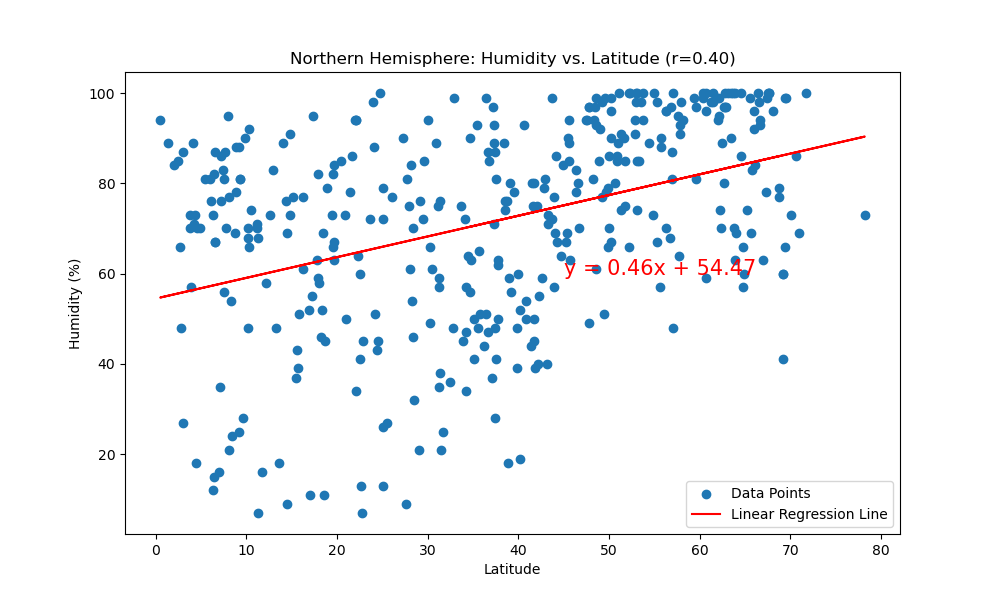 Northern Hemisphere: Humidity vs. Latitude (r=0.40)
Humidity (%)
100
80
60
40
20
y = 0.46x + 54.47
Data Points
Linear Regression Line
0 10 20 30 40 50 60 70 80
Latitude